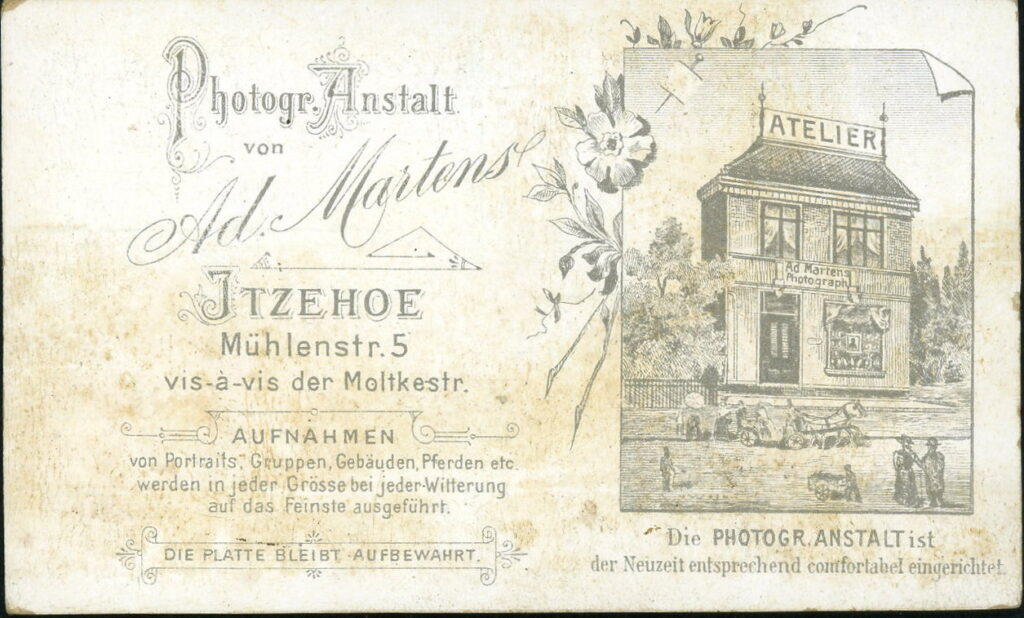 Photogr. Anstalt
von
Ad. Martens
ITZEHOE
Mühlenstr. 5
vis-à-vis der Moltkestr.
AUFNAHMEN
von Portraits, Gruppen, Gebäuden, Pferden etc.
werden in jeder Grösse bei jeder Witterung
auf das Feinste ausgeführt.
DIE PLATTE BLEIBT AUFBEWAHRT.
ATELIER
Ad Martens
Photograph
Die PHOTOGR. ANSTALT ist
der Neuzeit entsprechend comfortabel eingerichtet.